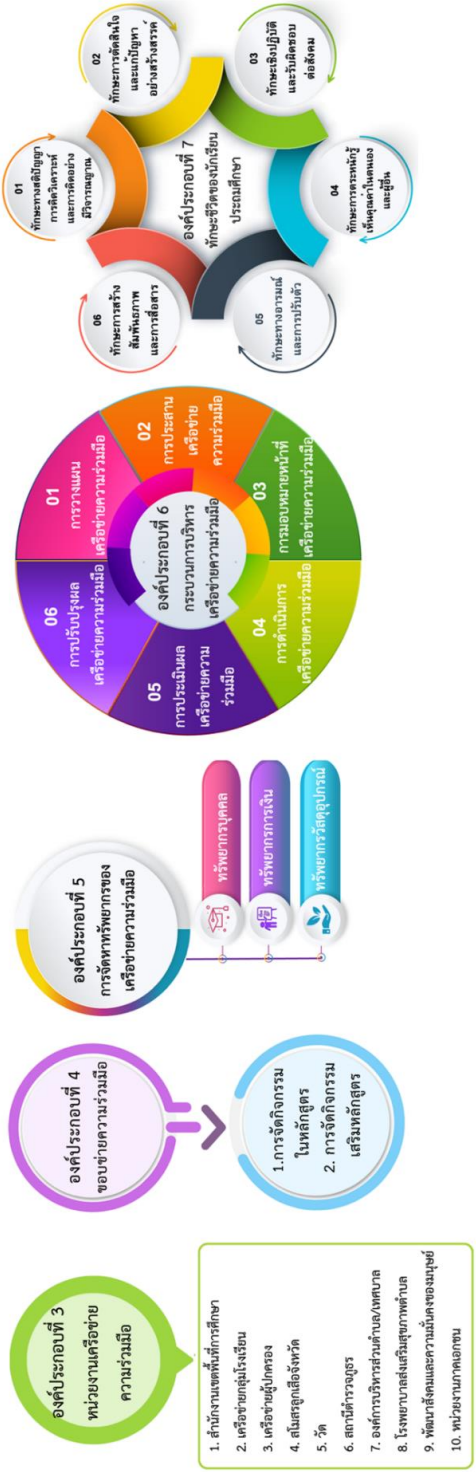 องค์ประกอบที่ 3
หน่วยงานเครือข่าย
ความร่วมมือ
1. สำนักงานเขตพื้นที่การศึกษา
2. เครือข่ายกลุ่มโรงเรียน
3. เครือข่ายผู้ปกครอง
4. สโมสรลูกเสือจังหวัด
5. วัด
6. สถานีตำรวจภูธร
7. องค์การบริหารส่วนตำบล/เทศบาล
8. โรงพยาบาลส่งเสริมสุขภาพตำบล
9. พัฒนาสังคมและความมั่นคงของมนุษย์
10. หน่วยงานภาคเอกชน
องค์ประกอบที่ 4
ขอบข่ายความร่วมมือ
1.การจัดกิจกรรม
ในหลักสูตร
2. การจัดกิจกรรม
เสริมหลักสูตร
องค์ประกอบที่ 5
การจัดหาทรัพยากรของ
เครือข่ายความร่วมมือ
ทรัพยากรบุคคล
ทรัพยากรการเงิน
ทรัพยากรวัสดุอุปกรณ์
องค์ประกอบที่ 6
กระบวนการบริหาร
เครือข่ายความร่วมมือ
01
การวางแผน
เครือข่ายความร่วมมือ
02
การประสาน
เครือข่าย
ความร่วมมือ
03
การมอบหมายหน้าที่
เครือข่ายความร่วมมือ
04
การดำเนินการ
เครือข่ายความร่วมมือ
05
การประเมินผล
เครือข่ายความ
ร่วมมือ
06
การปรับปรุงผล
เครือข่ายความร่วมมือ
องค์ประกอบที่ 7
ทักษะชีวิตของนักเรียน
ประถมศึกษา
01
ทักษะทางสติปัญญา
การคิดวิเคราะห์
และการคิดอย่าง
มีวิจารณญาณ
02
ทักษะการตัดสินใจ
และแก้ปัญหา
อย่างสร้างสรรค์
03
ทักษะเชิงปฏิบัติ
และรับผิดชอบ
ต่อสังคม
04
ทักษะการตระหนักรู้
เห็นคุณค่าในตนเอง
และผู้อื่น
05
ทักษะทางอารมณ์
และการปรับตัว
06
ทักษะการสร้าง
สัมพันธภาพ
และการสื่อสาร